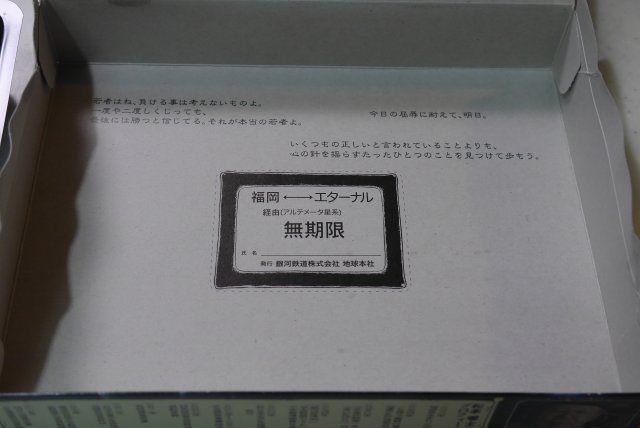 若者はね、負ける事は考えないものよ。
一度や二度しくじっても、
最後には勝つと信じてる。それが本当の若者よ。
今日の屈辱に耐えて、明日。
いくつもの正しいと言われていることよりも、
心の針を揺らすたったひとつのことを見つけて歩もう。
福岡←→エターナル
経由(アルテメータ星系)
無期限
氏 名
発行 銀河鉄道株式会社 地球本社